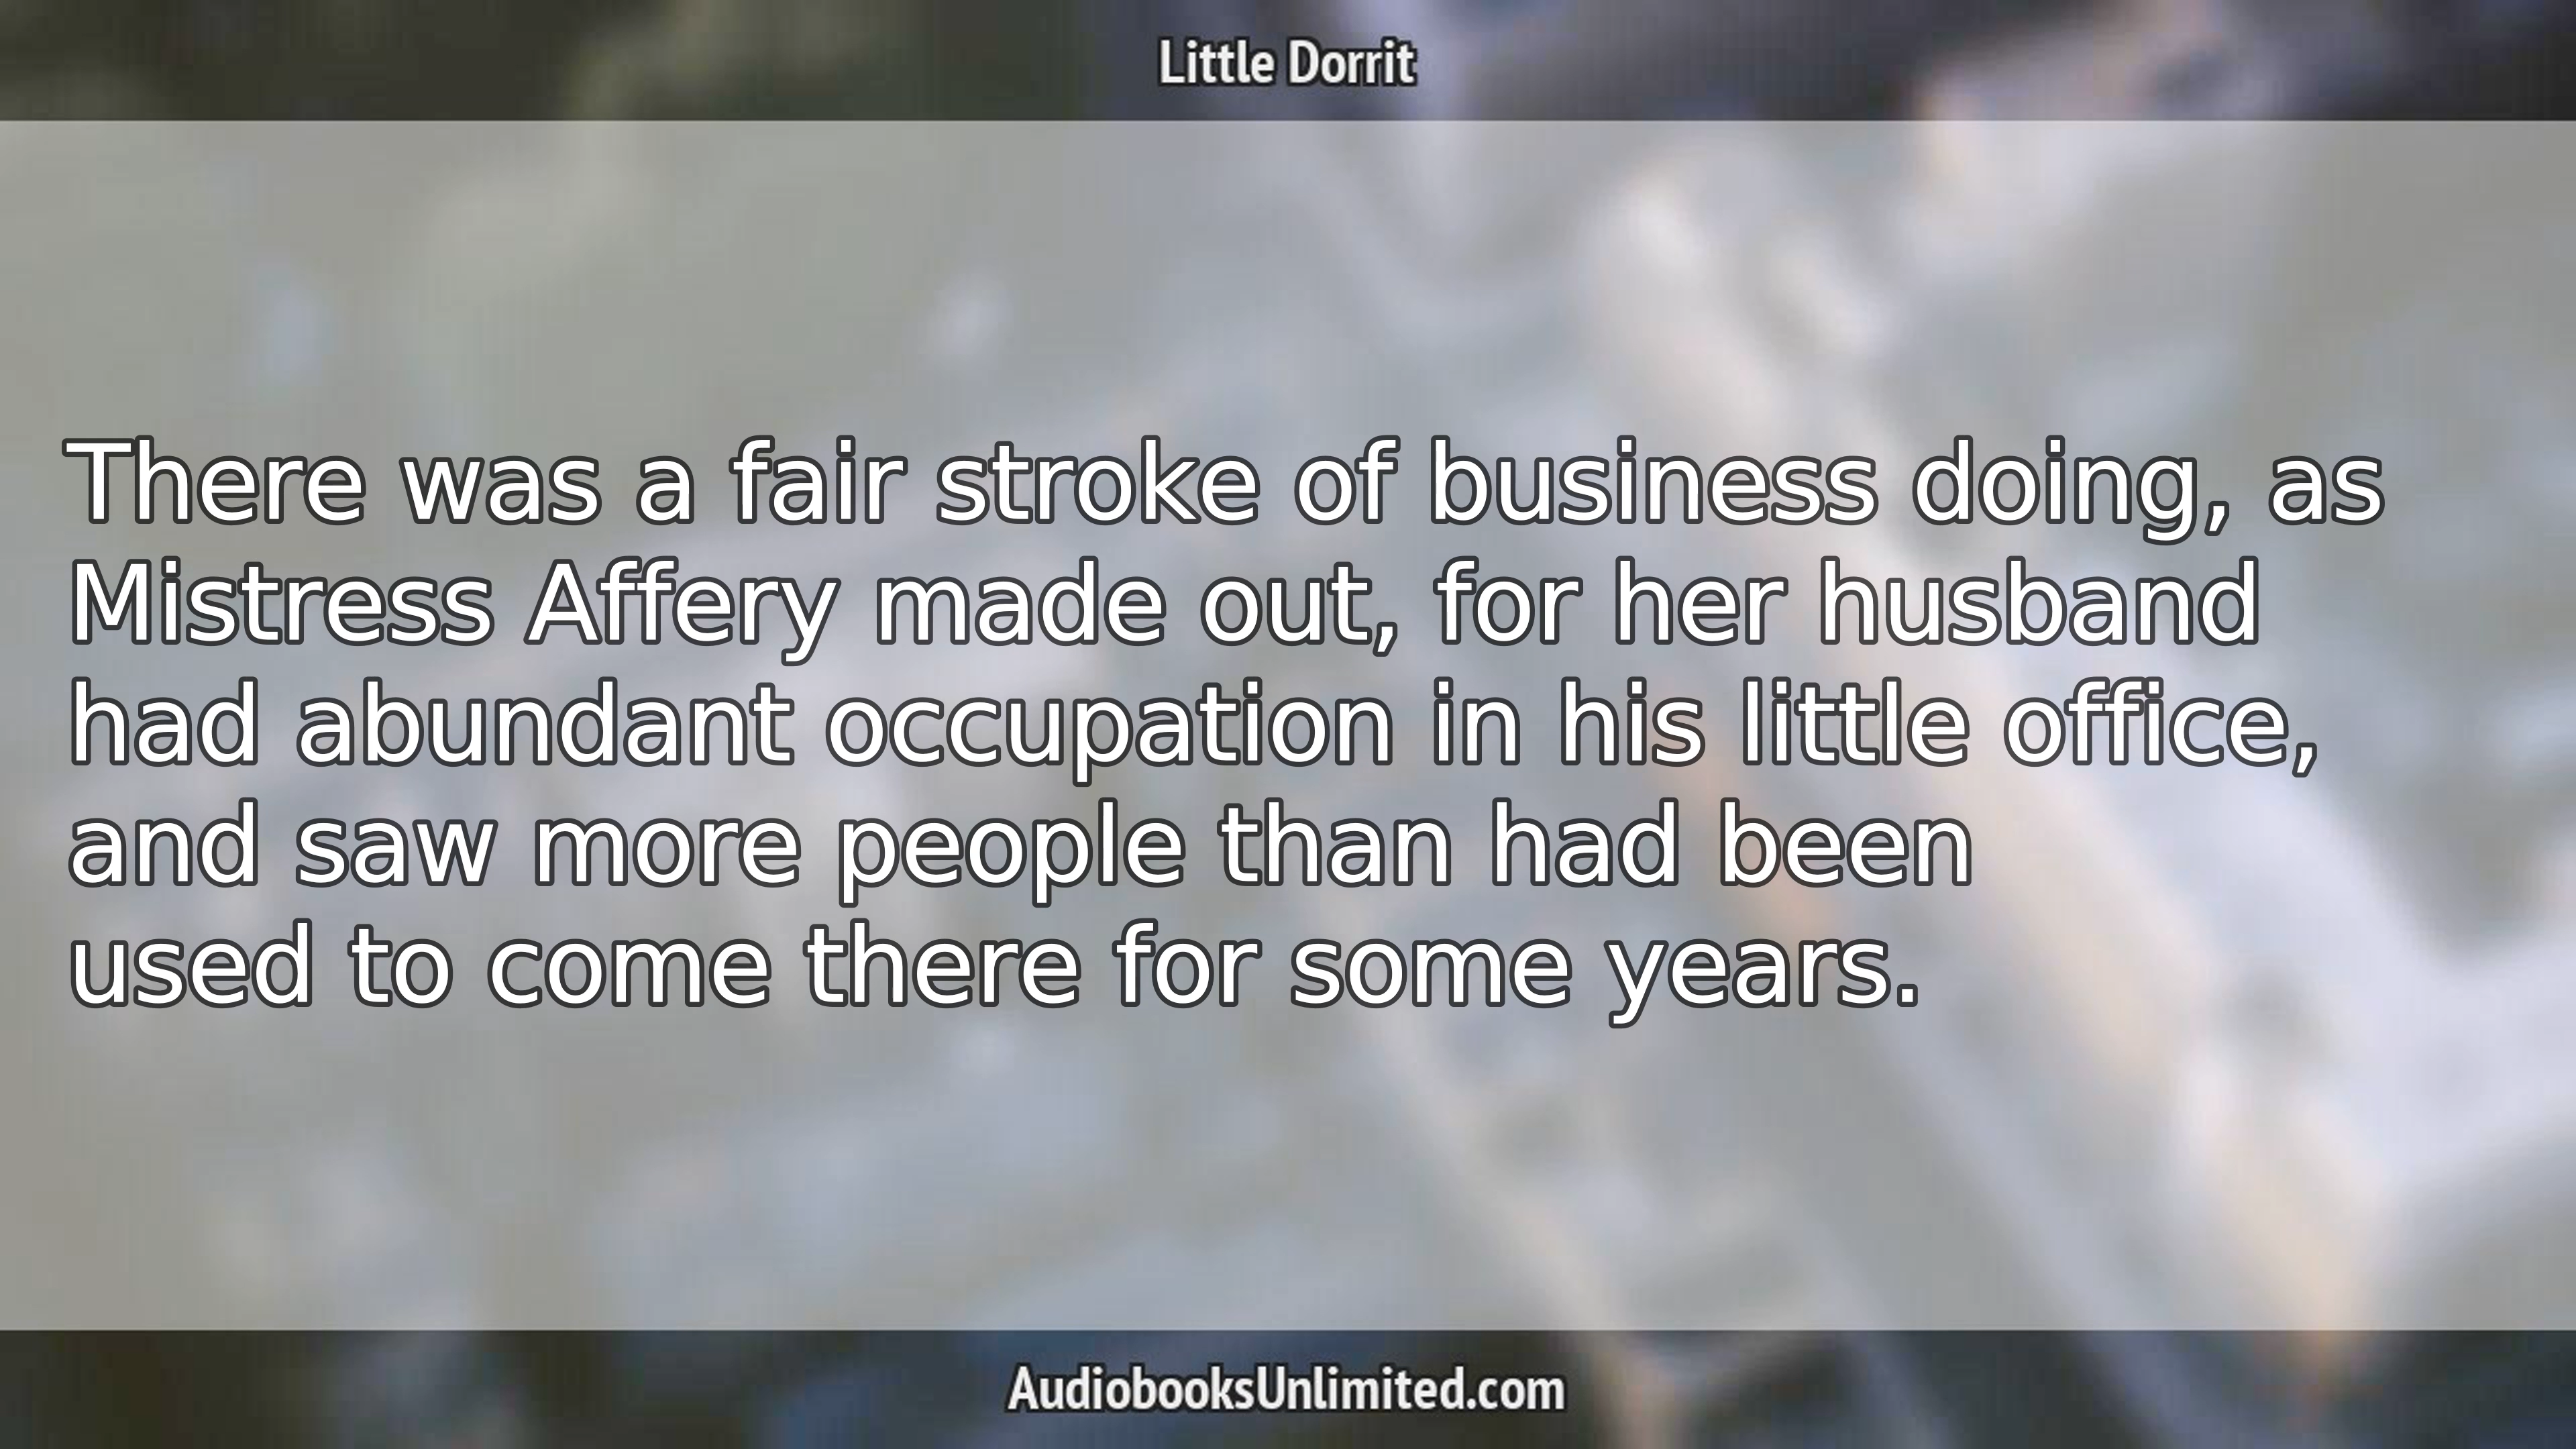 Little Dorrit
There was a fair stroke of business doing, as
Mistress Affery made out, for her husband
had abundant occupation in his little office,
and saw more people than had been
used to come there for some years.
AudiobooksUnlimited.com